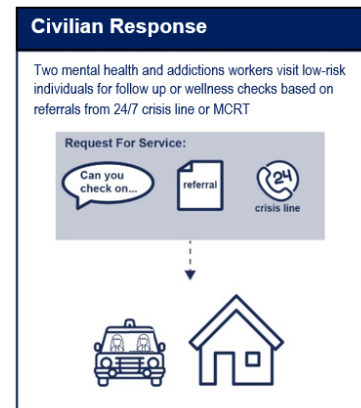 Civilian Response
Two mental health and addictions workers visit low-risk
individuals for follow up or wellness checks based on
referrals from 24/7 crisis line or MCRT
Request For Service:
Can you
check on...
referral
24
crisis line